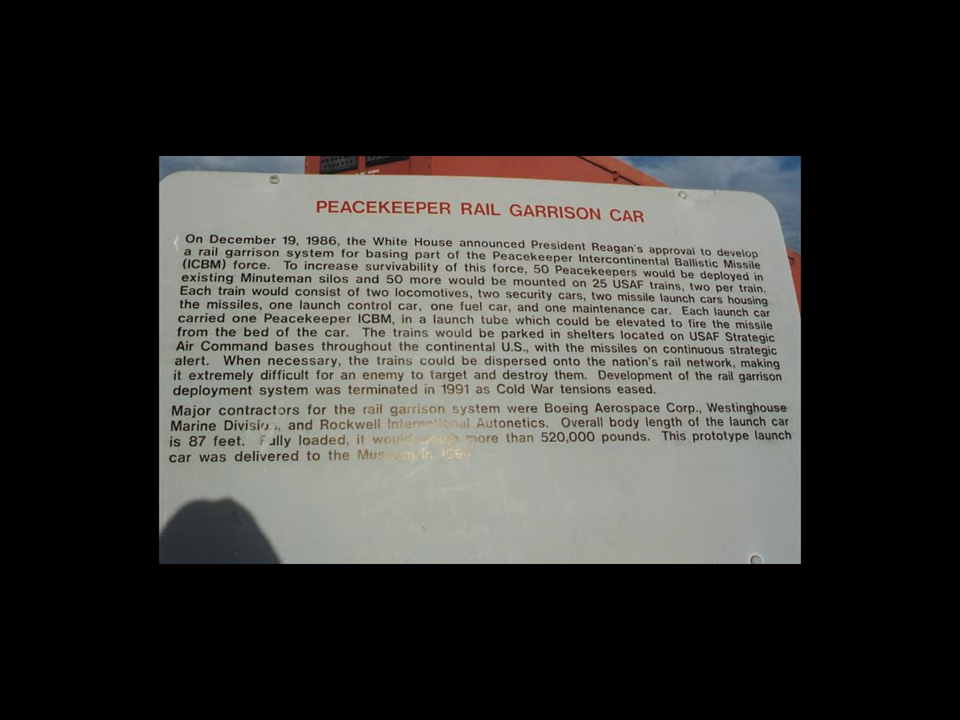 PEACEKEEPER RAIL GARRISON CAR
On December 19, 1986, the White House announced President Reagan's approval to develop
a rail garrison system for basing part of the Peacekeeper Intercontinental Ballistic Missile
(ICBM) force. To increase survivability of this force, 50 Peacekeepers would be deployed in
existing Minuteman silos and 50 more would be mounted on 25 USAF trains, two per train.
Each train would consist of two locomotives, two security cars, two missile launch cars housing
the missiles, one launch control car, one fuel car, and one maintenance car. Each launch car
carried one Peacekeeper ICBM, in a launch tube which could be elevated to fire the missile
from the bed of the car. The trains would be parked in shelters located on USAF Strategic
Air Command bases throughout the continental U.S., with the missiles on continuous strategic
alert. When necessary, the trains could be dispersed onto the nation's rail network, making
it extremely difficult for an enemy to target and destroy them. Development of the rail garrison
deployment system was terminated in 1991 as Cold War tensions eased.
Major contractors for the rail garrison system were Boeing Aerospace Corp., Westinghouse
Marine Division, and Rockwell International Autonetics. Overall body length of the launch car
is 87 feet. Fully loaded, it would weigh more than 520,000 pounds. This prototype launch
car was delivered to the Museum in